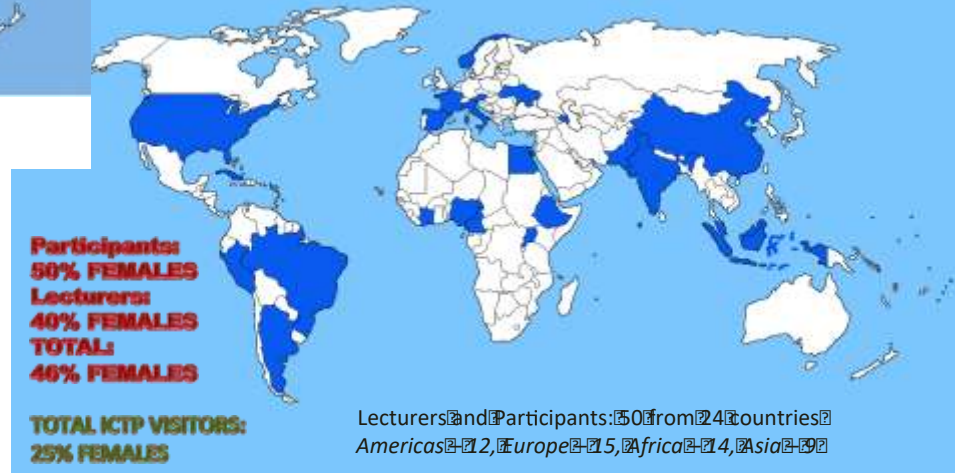 Participants:
50% FEMALES
Lecturers:
40% FEMALES
TOTAL:
46% FEMALES
TOTAL ICTP VISITORS:
25% FEMALES
Lecturers and Participants: 50 from 24 countries
Americas – 12, Europe – 15, Africa – 14, Asia – 9